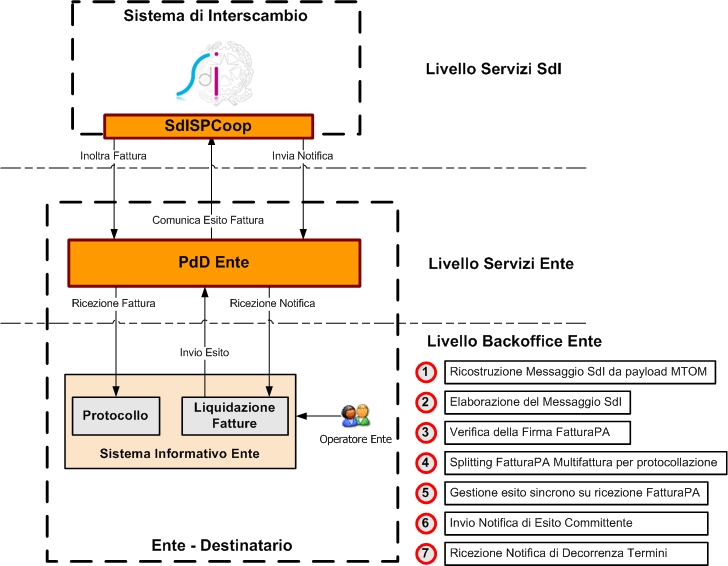 Sistema di Interscambio
Sdi
Livello Servizi SdI
SdISPCoop
Inoltra Fattura
Invia Notifica
Comunica Esito Fattura
PdD Ente
Livello Servizi Ente
Ricezione Fattura
Ricezione Notifica
Invio Esito
Livello Backoffice Ente
1 Ricostruzione Messaggio SdI da payload MTOM
2 Elaborazione del Messaggio SdI
3 Verifica della Firma FatturaPA
4 Splitting FatturaPA Multifattura per protocollazione
5 Gestione esito sincrono su ricezione FatturaPA
6 Invio Notifica di Esito Committente
7 Ricezione Notifica di Decorrenza Termini
Protocollo
Liquidazione
Fatture
Operatore Ente
Sistema Informativo Ente
Ente - Destinatario